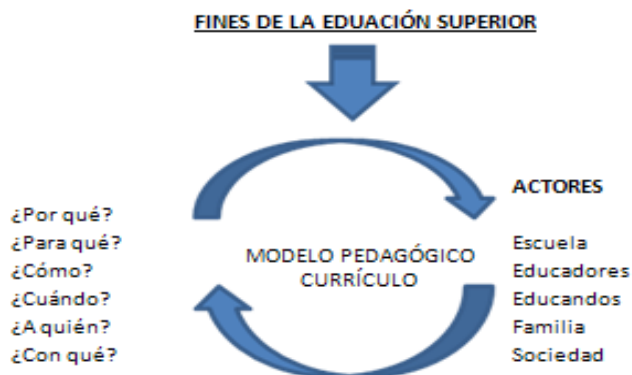 FINES DE LA EDUACIÓN SUPERIOR
¿Por qué?
¿Para qué?
¿Cómo?
¿Cuándo?
¿A quién?
¿Con qué?
MODELO PEDAGÓGICO
CURRÍCULO
ACTORES
Escuela
Educadores
Educandos
Familia
Sociedad